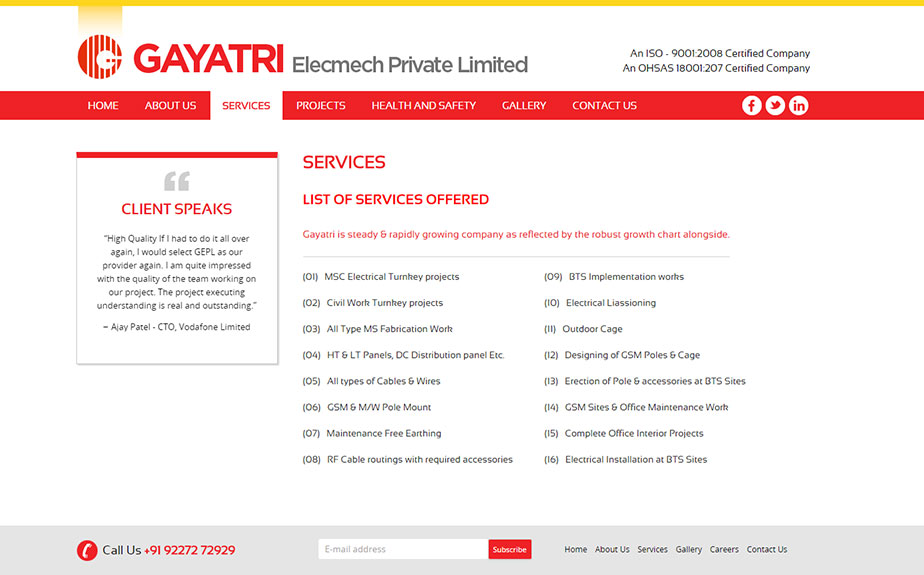 GAYATRI Elecmech Private Limited
An ISO - 9001:2008 Certified Company
An OHSAS 18001:207 Certified Company
HOME ABOUT US SERVICES PROJECTS HEALTH AND SAFETY GALLERY CONTACT US
“
CLIENT SPEAKS
“High Quality If I had to do it all over
again, I would select GEPL as our
provider again. I am quite impressed
with the quality of the team working on
our project. The project executing
understanding is real and outstanding.”
– Ajay Patel - CTO, Vodafone Limited
SERVICES
LIST OF SERVICES OFFERED
Gayatri is steady & rapidly growing company as reflected by the robust growth chart alongside.
(01) MSC Electrical Turnkey projects
(02) Civil Work Turnkey projects
(03) All Type MS Fabrication Work
(04) HT & LT Panels, DC Distribution panel Etc.
(05) All types of Cables & Wires
(06) GSM & M/W Pole Mount
(07) Maintenance Free Earthing
(08) RF Cable routings with required accessories
(09) BTS Implementation works
(10) Electrical Liassioning
(11) Outdoor Cage
(12) Designing of GSM Poles & Cage
(13) Erection of Pole & accessories at BTS Sites
(14) GSM Sites & Office Maintenance Work
(15) Complete Office Interior Projects
(16) Electrical Installation at BTS Sites
Call Us +91 92272 72929
E-mail address Subscribe
Home About Us Services Gallery Careers Contact Us